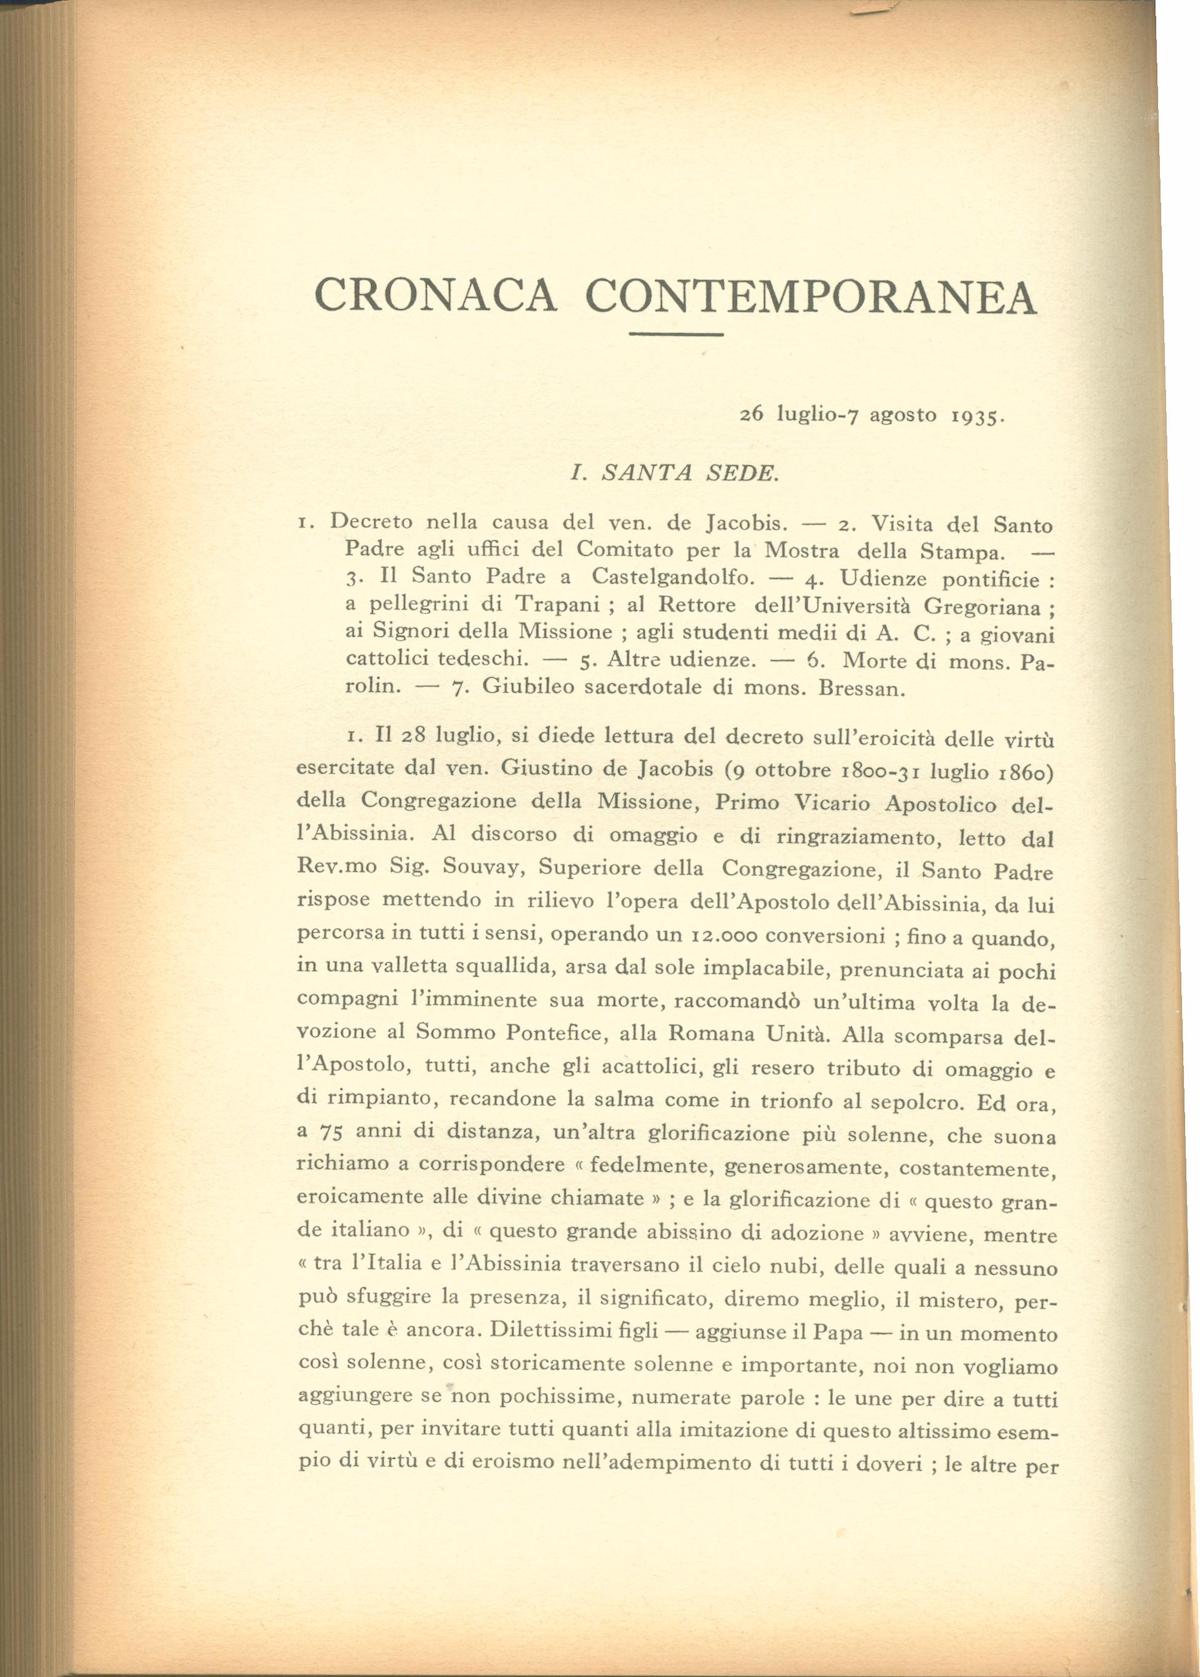 CRONACA CONTEMPORANEA
26 luglio-7 agosto 1935.
I. SANTA SEDE.
1. Decreto nella causa del ven. de Jacobis. — 2. Visita del Santo
Padre agli uffici del Comitato per la Mostra della Stampa. —
3. Il Santo Padre a Castelgandolfo. — 4. Udienze pontificie :
a pellegrini di Trapani ; al Rettore dell'Università Gregoriana ;
ai Signori della Missione ; agli studenti medii di A. C. ; a giovani
cattolici tedeschi. — 5. Altre udienze. — 6. Morte di mons. Pa-
rolin. — 7. Giubileo sacerdotale di mons. Bressan.
1. Il 28 luglio, si diede lettura del decreto sull'eroicità delle virtù
esercitate dal ven. Giustino de Jacobis (9 ottobre 1800-31 luglio 1860)
della Congregazione della Missione, Primo Vicario Apostolico del-
l'Abissinia. Al discorso di omaggio e di ringraziamento, letto dal
Rev.mo Sig. Souvay, Superiore della Congregazione, il Santo Padre
rispose mettendo in rilievo l'opera dell'Apostolo dell'Abissinia, da lui
percorsa in tutti i sensi, operando un 12.000 conversioni ; fino a quando,
in una valletta squallida, arsa dal sole implacabile, prenunciata ai pochi
compagni l'imminente sua morte, raccomandò un'ultima volta la de-
vozione al Sommo Pontefice, alla Romana Unità. Alla scomparsa del-
l'Apostolo, tutti, anche gli acattolici, gli resero tributo di omaggio e
di rimpianto, recandone la salma come in trionfo al sepolcro. Ed ora,
a 75 anni di distanza, un'altra glorificazione più solenne, che suona
richiamo a corrispondere « fedelmente, generosamente, costantemente,
eroicamente alle divine chiamate » ; e la glorificazione di « questo gran-
de italiano », di « questo grande abissino di adozione » avviene, mentre
« tra l'Italia e l'Abissinia traversano il cielo nubi, delle quali a nessuno
può sfuggire la presenza, il significato, diremo meglio, il mistero, per-
chè tale è ancora. Dilettissimi figli — aggiunse il Papa — in un momento
così solenne, così storicamente solenne e importante, noi non vogliamo
aggiungere se non pochissime, numerate parole : le une per dire a tutti
quanti, per invitare tutti quanti alla imitazione di questo altissimo esem-
pio di virtù e di eroismo nell'adempimento di tutti i doveri ; le altre per